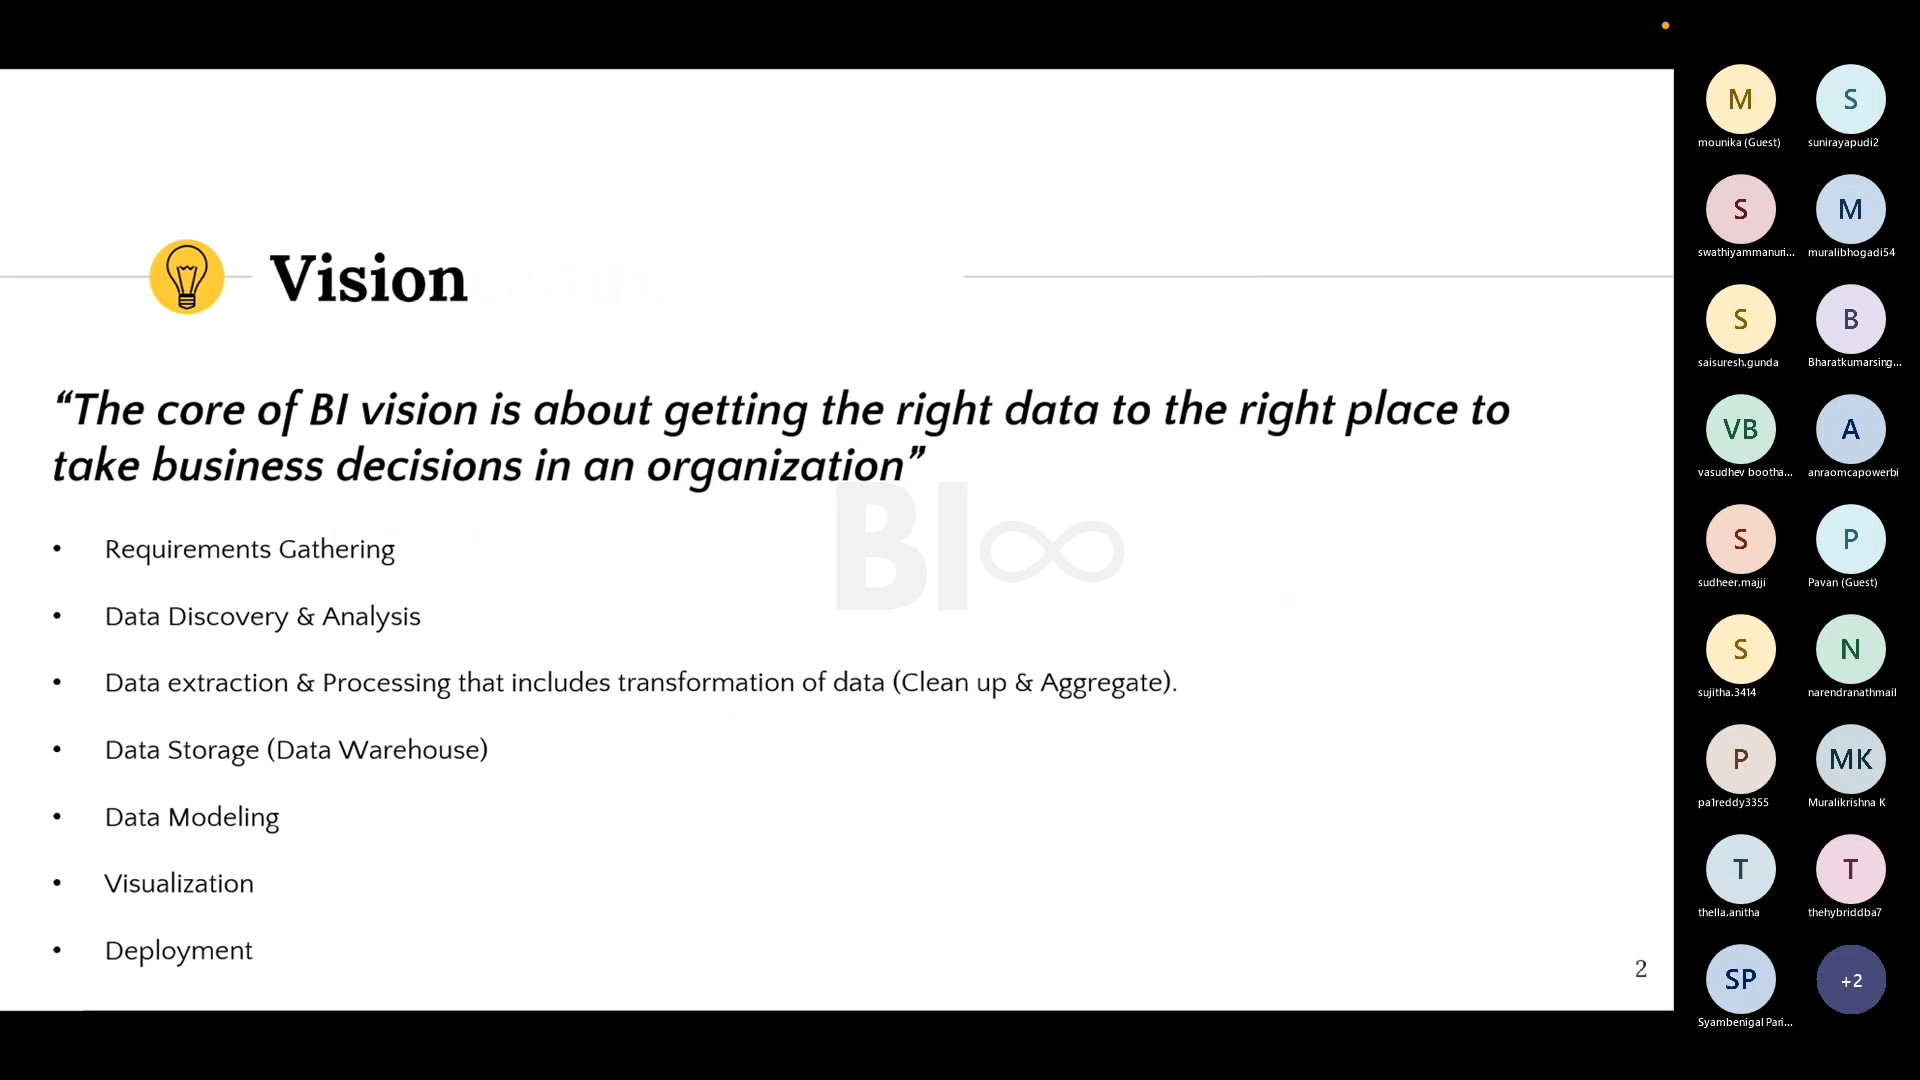 Vision
“The core of BI vision is about getting the right data to the right place to
take business decisions in an organization”
BI∞
• Requirements Gathering
• Data Discovery & Analysis
• Data extraction & Processing that includes transformation of data (Clean up & Aggregate).
• Data Storage (Data Warehouse)
• Data Modeling
• Visualization
• Deployment
2
M S
mounika (Guest) sunirayapudi2
S M
swathiyammanuri... muralibhogadi54
S B
saisuresh.gunda Bharatkumarsing...
VB A
vasudhev bootha... anraomcapowerbi
S P
sudheer.majji Pavan (Guest)
S N
sujitha.3414 narendranathmail
P MK
pa1reddy3355 Muralikrishna K
T T
thella.anitha thehybriddba7
SP +2
Syambenigal Pari...